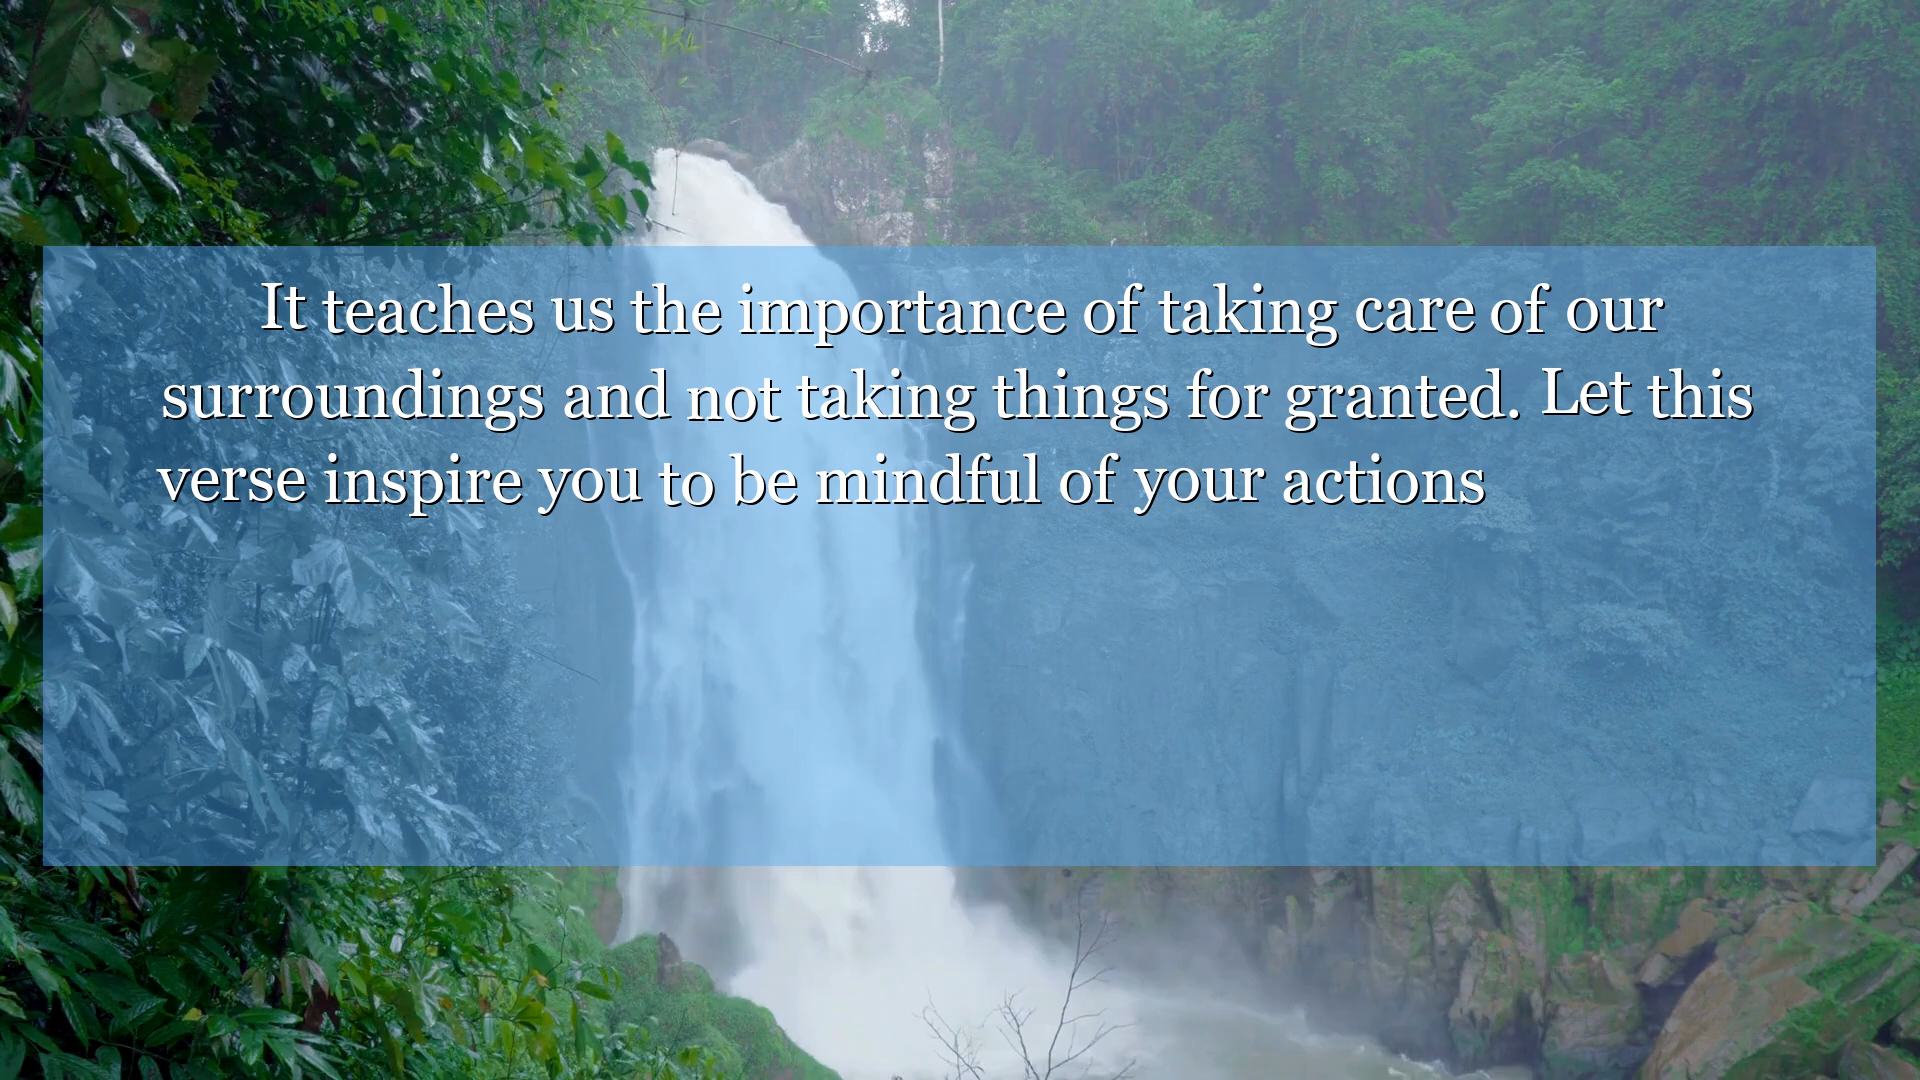 It teaches us the importance of taking care of our
surroundings and not taking things for granted. Let this
verse inspire you to be mindful of your actions